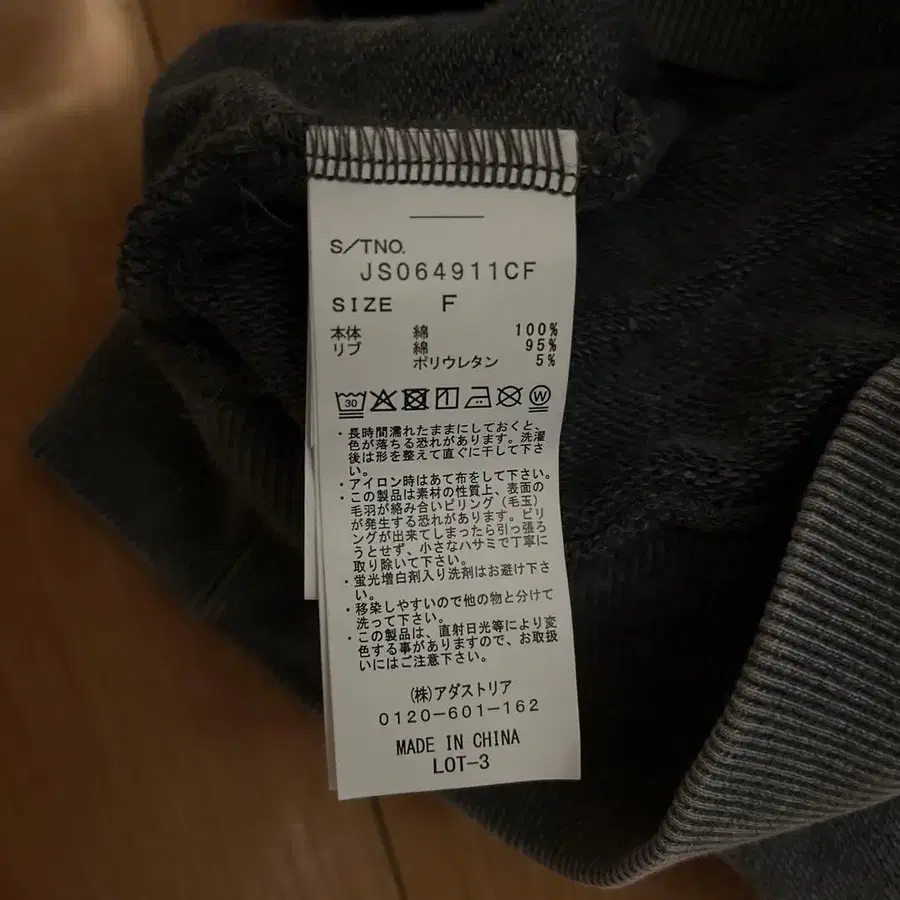 S/TNO.
JS064911CF
SIZE F
本体 綿 100%
リブ 綿 95%
ポリウレタン 5%
30 W
・長時間濡れたままにしておくと、
色が落ちる恐れがあります。洗濯
後は形を整えて直ぐに干して下さ
い。
・アイロン時はあて布をして下さい。
・この製品は素材の性質上、表面の
毛羽が絡み合いピリング(毛玉)
が発生する恐れがあります。ピリ
ングが出来てしまったら引っ張ろ
うとせず、小さなハサミで丁寧に
取り除いて下さい。
・蛍光増白剤入り洗剤はお避け下さ
い。
・移染しやすいので他の物と分けて
洗って下さい。
・この製品は、直射日光等により変
色する事がありますので、お取扱
いにはご注意下さい。
(株)アダストリア
0120-601-162
MADE IN CHINA
LOT-3